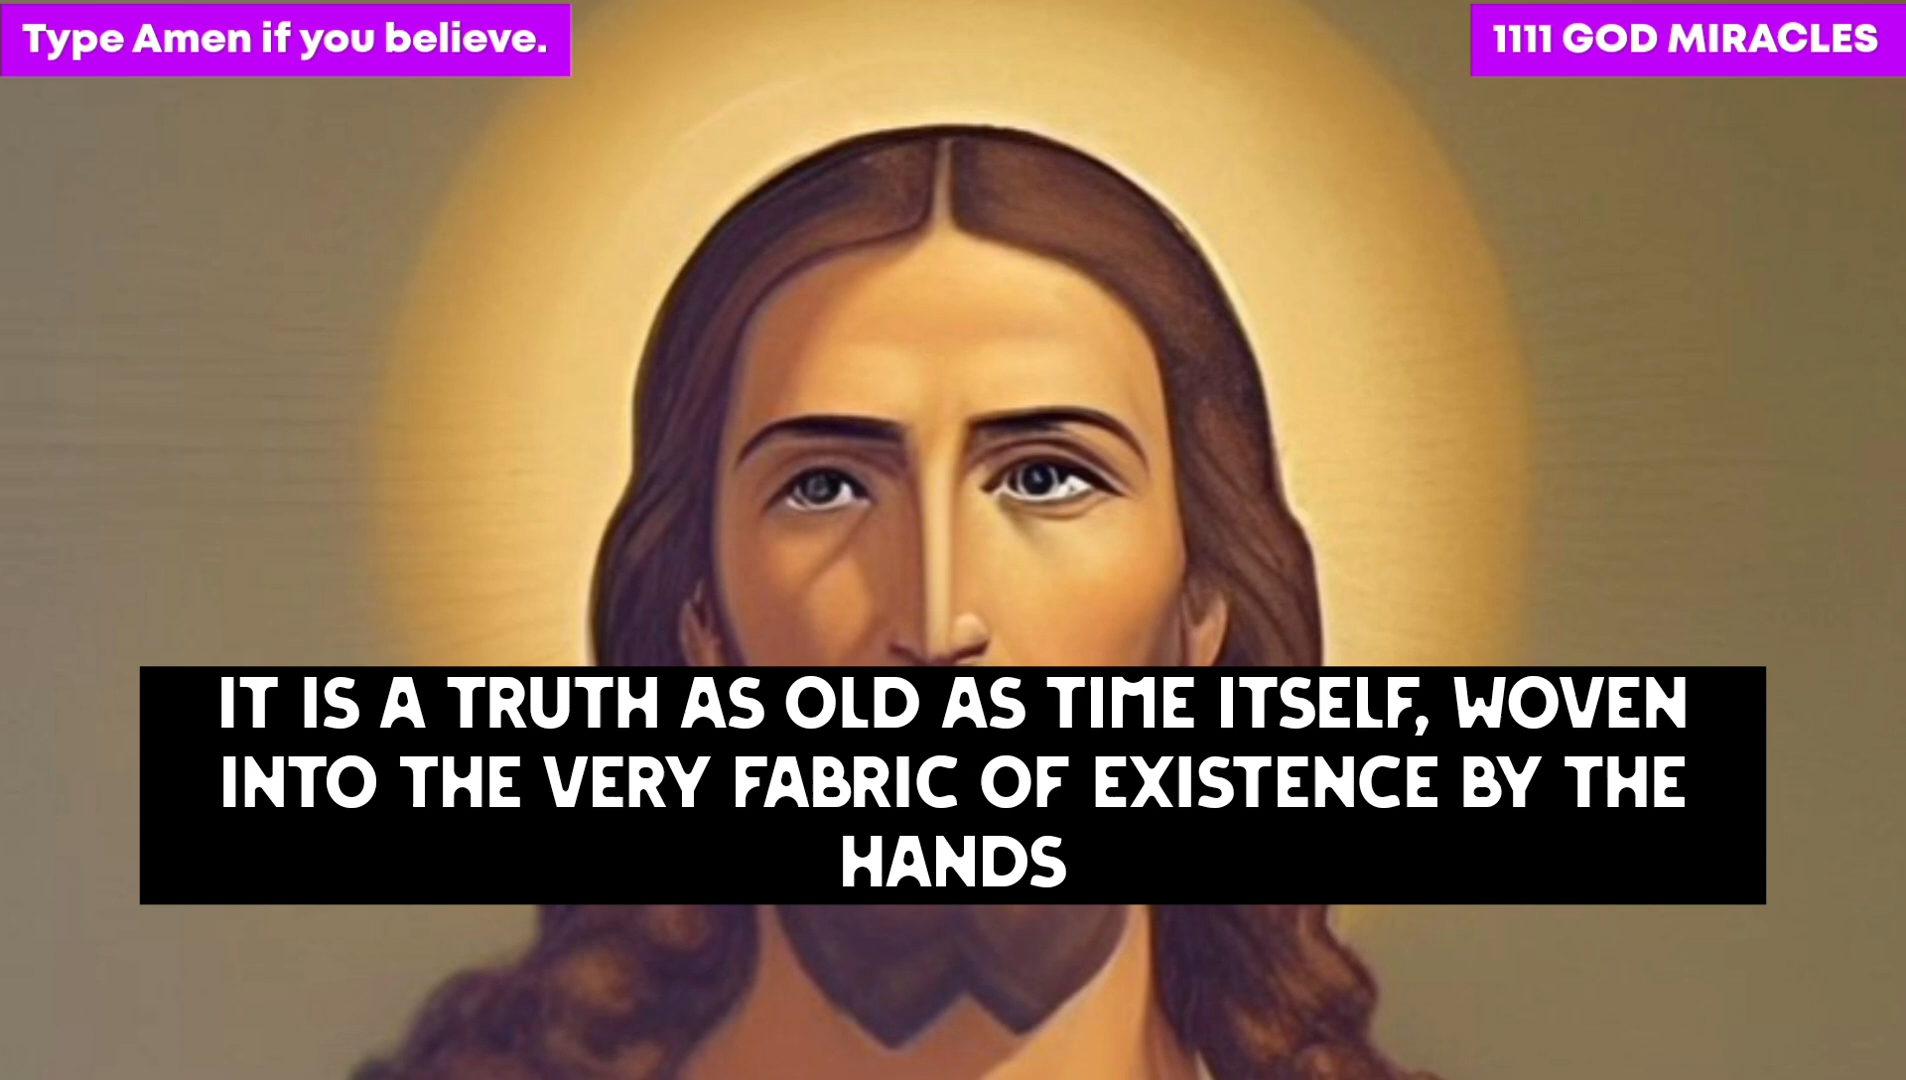 Type Amen if you believe.
1111 GOD MIRACLES
IT IS A TRUTH AS OLD AS TIME ITSELF, WOVEN
INTO THE VERY FABRIC OF EXISTENCE BY THE
HANDS